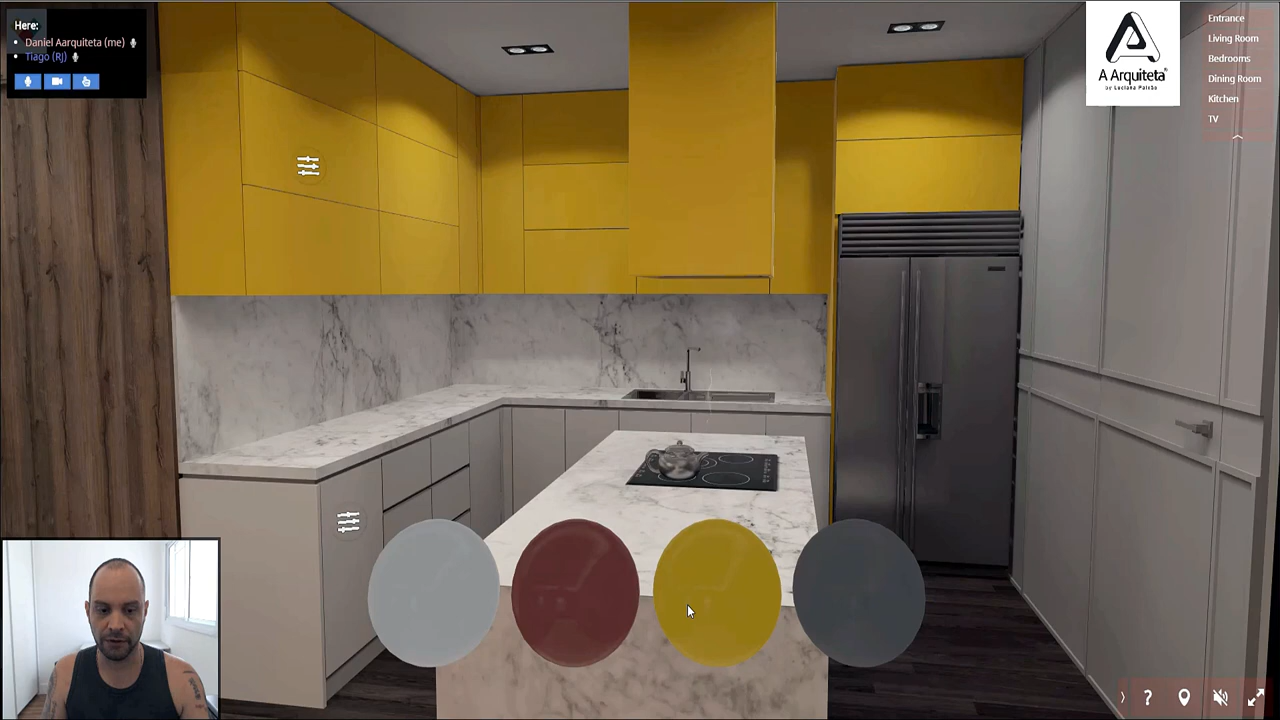 Here:
• Daniel Aarquiteta (me)
• Tiago (RJ)
A Arquiteta®
by Luciana Paixão
Entrance
Living Room
Bedrooms
Dining Room
Kitchen
TV
?